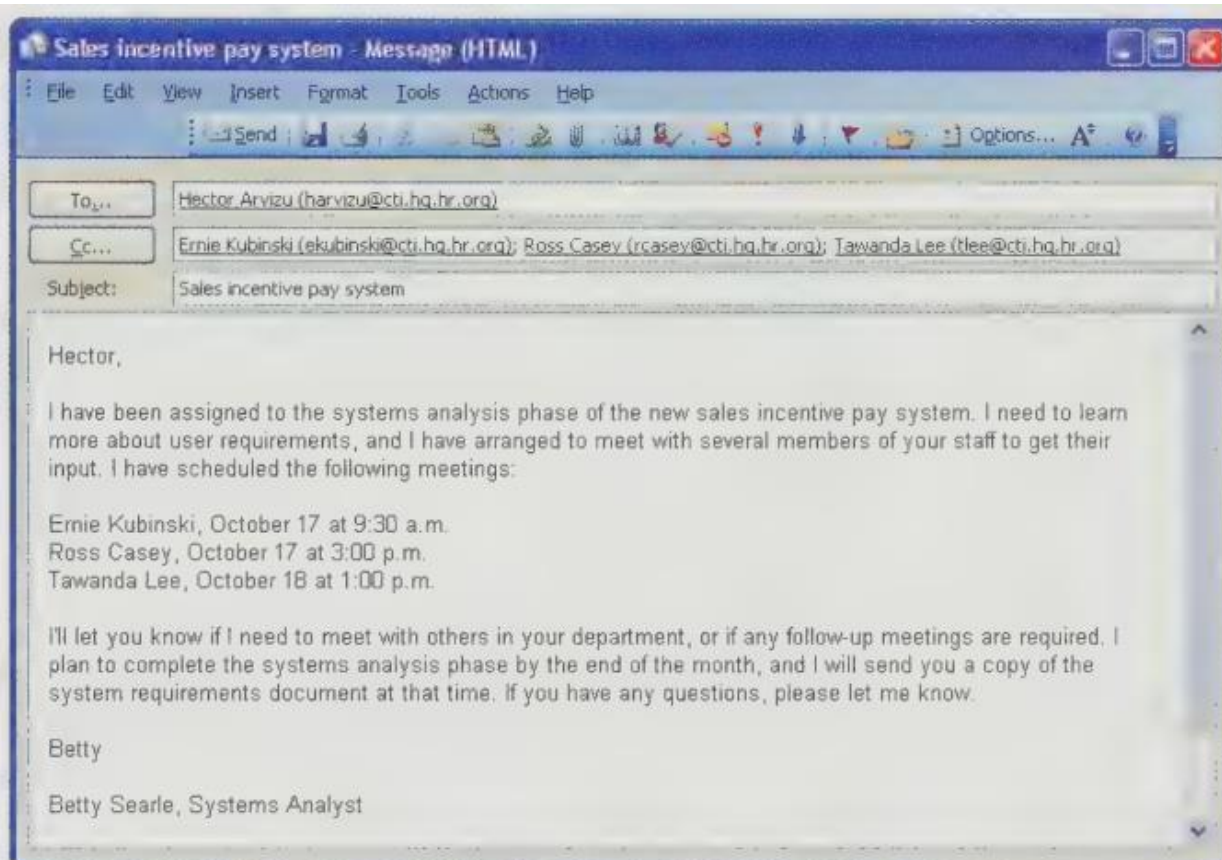 Sales incentive pay system - Message (HTML)
File Edit View Insert Format Tools Actions Help
Send Options...
To... Hector Arvizu (harvizu@cti.hq.hr.org)
Cc... Ernie Kubinski (ekubinski@cti.hq.hr.org); Ross Casey (rcasey@cti.hq.hr.org); Tawanda Lee (tlee@cti.hq.hr.org)
Subject: Sales incentive pay system
Hector,
I have been assigned to the systems analysis phase of the new sales incentive pay system. I need to learn
more about user requirements, and I have arranged to meet with several members of your staff to get their
input. I have scheduled the following meetings:
Ernie Kubinski, October 17 at 9:30 a.m.
Ross Casey, October 17 at 3:00 p.m.
Tawanda Lee, October 18 at 1:00 p.m.
I'll let you know if I need to meet with others in your department, or if any follow-up meetings are required. I
plan to complete the systems analysis phase by the end of the month, and I will send you a copy of the
system requirements document at that time. If you have any questions, please let me know.
Betty
Betty Searle, Systems Analyst